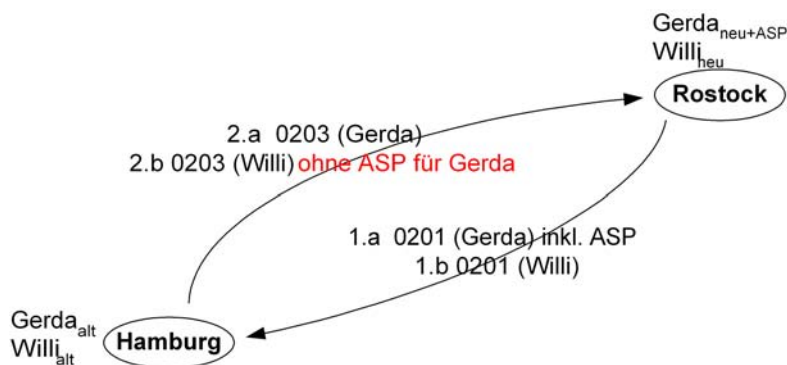 Gerda neu+ASP
Willi neu
Rostock
2.a 0203 (Gerda)
2.b 0203 (Willi) ohne ASP für Gerda
1.a 0201 (Gerda) inkl. ASP
1.b 0201 (Willi)
Gerda alt
Willi alt
Hamburg